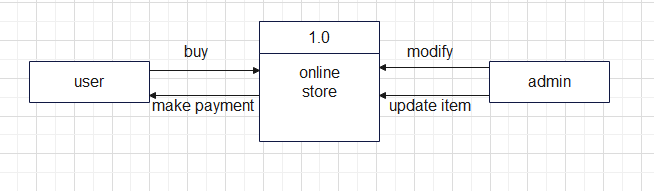 1.0
buy
modify
user
online
store
admin
make payment
update item